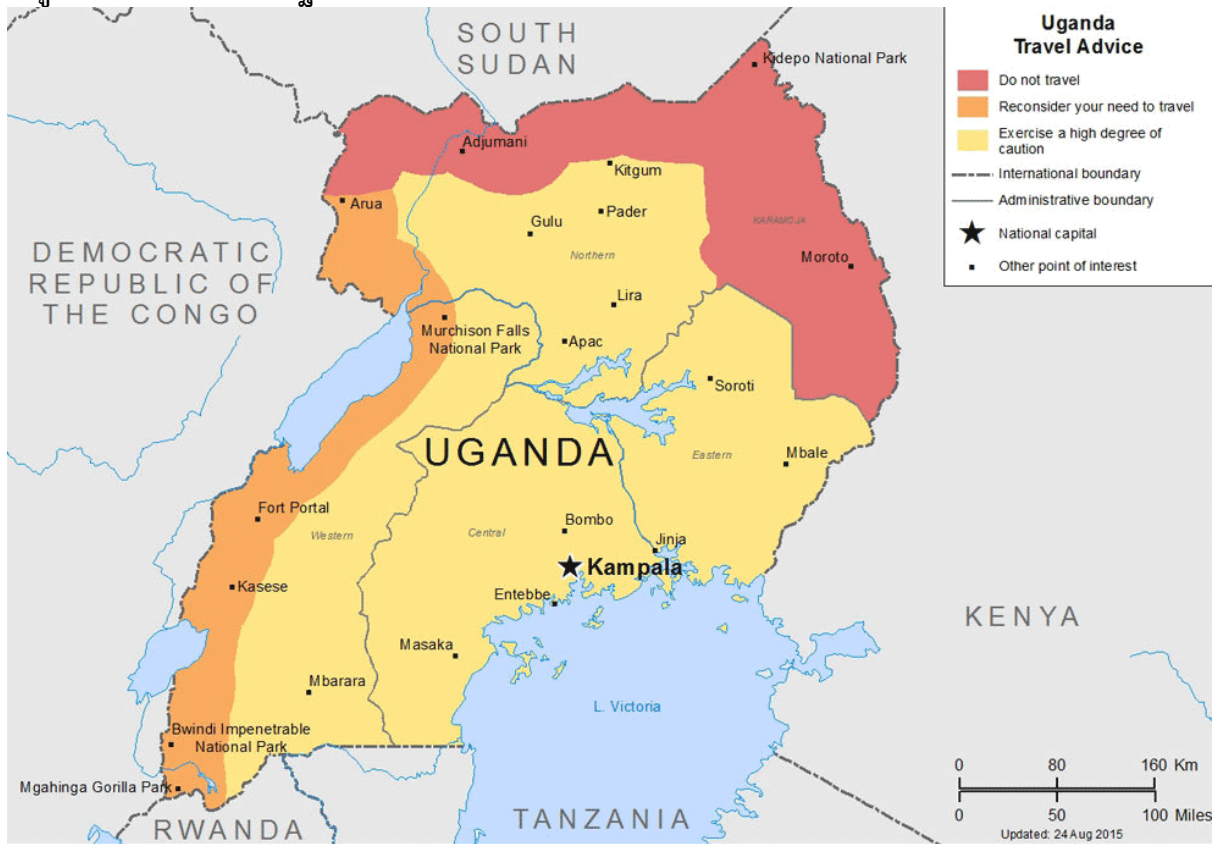 SOUTH
SUDAN
Uganda
Travel Advice
Do not travel
Reconsider your need to travel
Exercise a high degree of
caution
International boundary
Administrative boundary
National capital
Other point of interest
Kidepo National Park
Adjumani
Kitgum
Arua
Pader
Gulu
KARAMOJA
Northern
Moroto
DEMOCRATIC
REPUBLIC OF
THE CONGO
Lira
Murchison Falls
National Park
Apac
Soroti
UGANDA
Eastern
Mbale
Fort Portal
Western
Central
Bombo
Jinja
Kampala
Kasese
Entebbe
KENYA
Masaka
Mbarara
L. Victoria
Bwindi Impenetrable
National Park
Mgahinga Gorilla Park
RWANDA
TANZANIA
0 80 160 Km
0 50 100 Miles
Updated: 24 Aug 2015